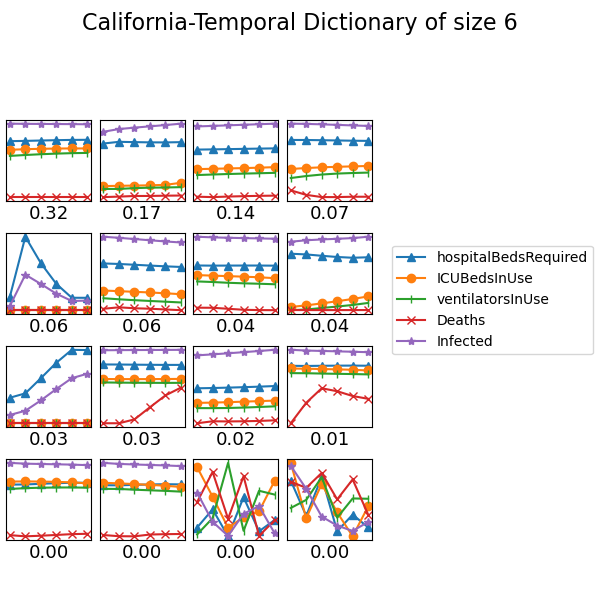 California-Temporal Dictionary of size 6
0.32 0.17 0.14 0.07
0.06 0.06 0.04 0.04
hospitalBedsRequired
ICUBedsInUse
ventilatorsInUse
Deaths
Infected
0.03 0.03 0.02 0.01
0.00 0.00 0.00 0.00